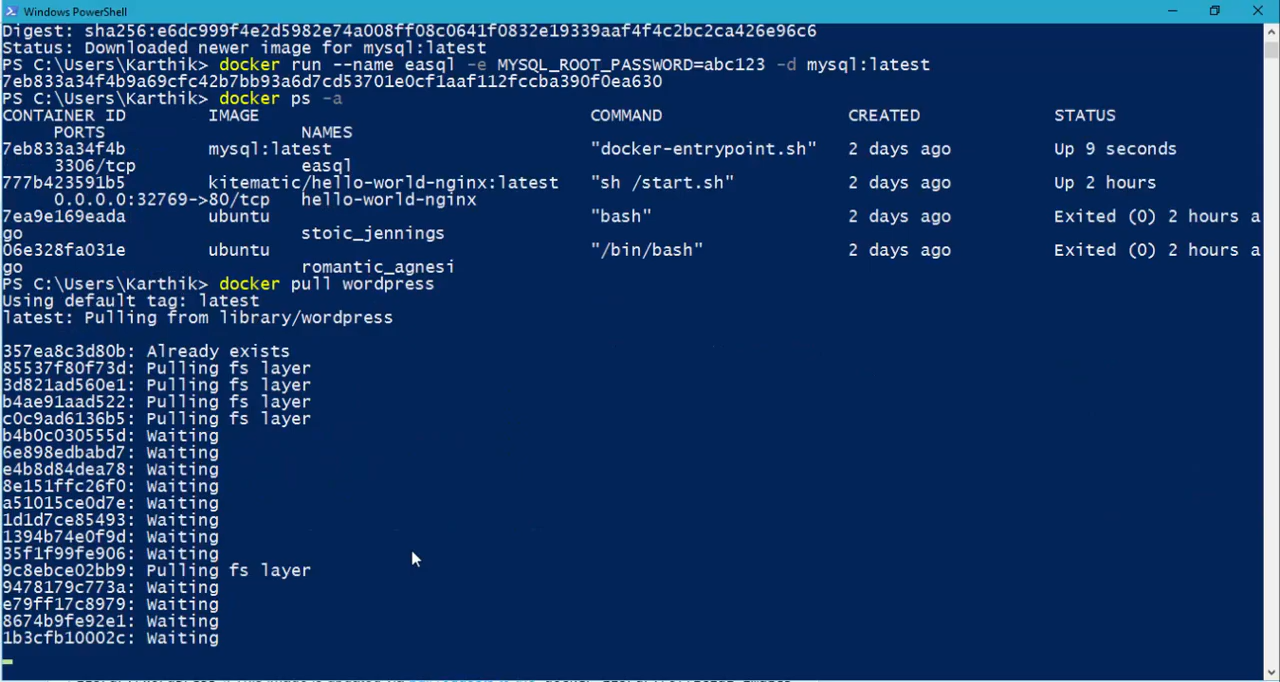 Windows PowerShell
Digest: sha256:e6dc999f4e2d5982e74a008ff08c0641f0832e19339aaf4f4c2bc2ca426e96c6
Status: Downloaded newer image for mysql:latest
PS C:\Users\Karthik> docker run --name easql -e MYSQL_ROOT_PASSWORD=abc123 -d mysql:latest
7eb833a34f4b9a69cfc42b7bb93a6d7cd53701e0cf1aaf112fccba390f0ea630
PS C:\Users\Karthik> docker ps -a
CONTAINER ID        IMAGE                               COMMAND                  CREATED             STATUS
     PORTS                   NAMES
7eb833a34f4b        mysql:latest                        "docker-entrypoint.sh"   2 days ago          Up 9 seconds
     3306/tcp                easql
777b423591b5        kitematic/hello-world-nginx:latest   "sh /start.sh"           2 days ago          Up 2 hours
     0.0.0.0:32769->80/tcp   hello-world-nginx
7ea9e169eada        ubuntu                              "bash"                   2 days ago          Exited (0) 2 hours a
go                           stoic_jennings
06e328fa031e        ubuntu                              "/bin/bash"              2 days ago          Exited (0) 2 hours a
go                           romantic_agnesi
PS C:\Users\Karthik> docker pull wordpress
Using default tag: latest
latest: Pulling from library/wordpress
357ea8c3d80b: Already exists
85537f80f73d: Pulling fs layer
3d821ad560e1: Pulling fs layer
b4ae91aad522: Pulling fs layer
c0c9ad6136b5: Pulling fs layer
b4b0c030555d: Waiting
6e898edbabd7: Waiting
e4b8d84dea78: Waiting
8e151ffc26f0: Waiting
a51015ce0d7e: Waiting
1d1d7ce85493: Waiting
1394b74e0f9d: Waiting
35f1f99fe906: Waiting
9c8ebce02bb9: Pulling fs layer
9478179c773a: Waiting
e79ff17c8979: Waiting
8674b9fe92e1: Waiting
1b3cfb10002c: Waiting